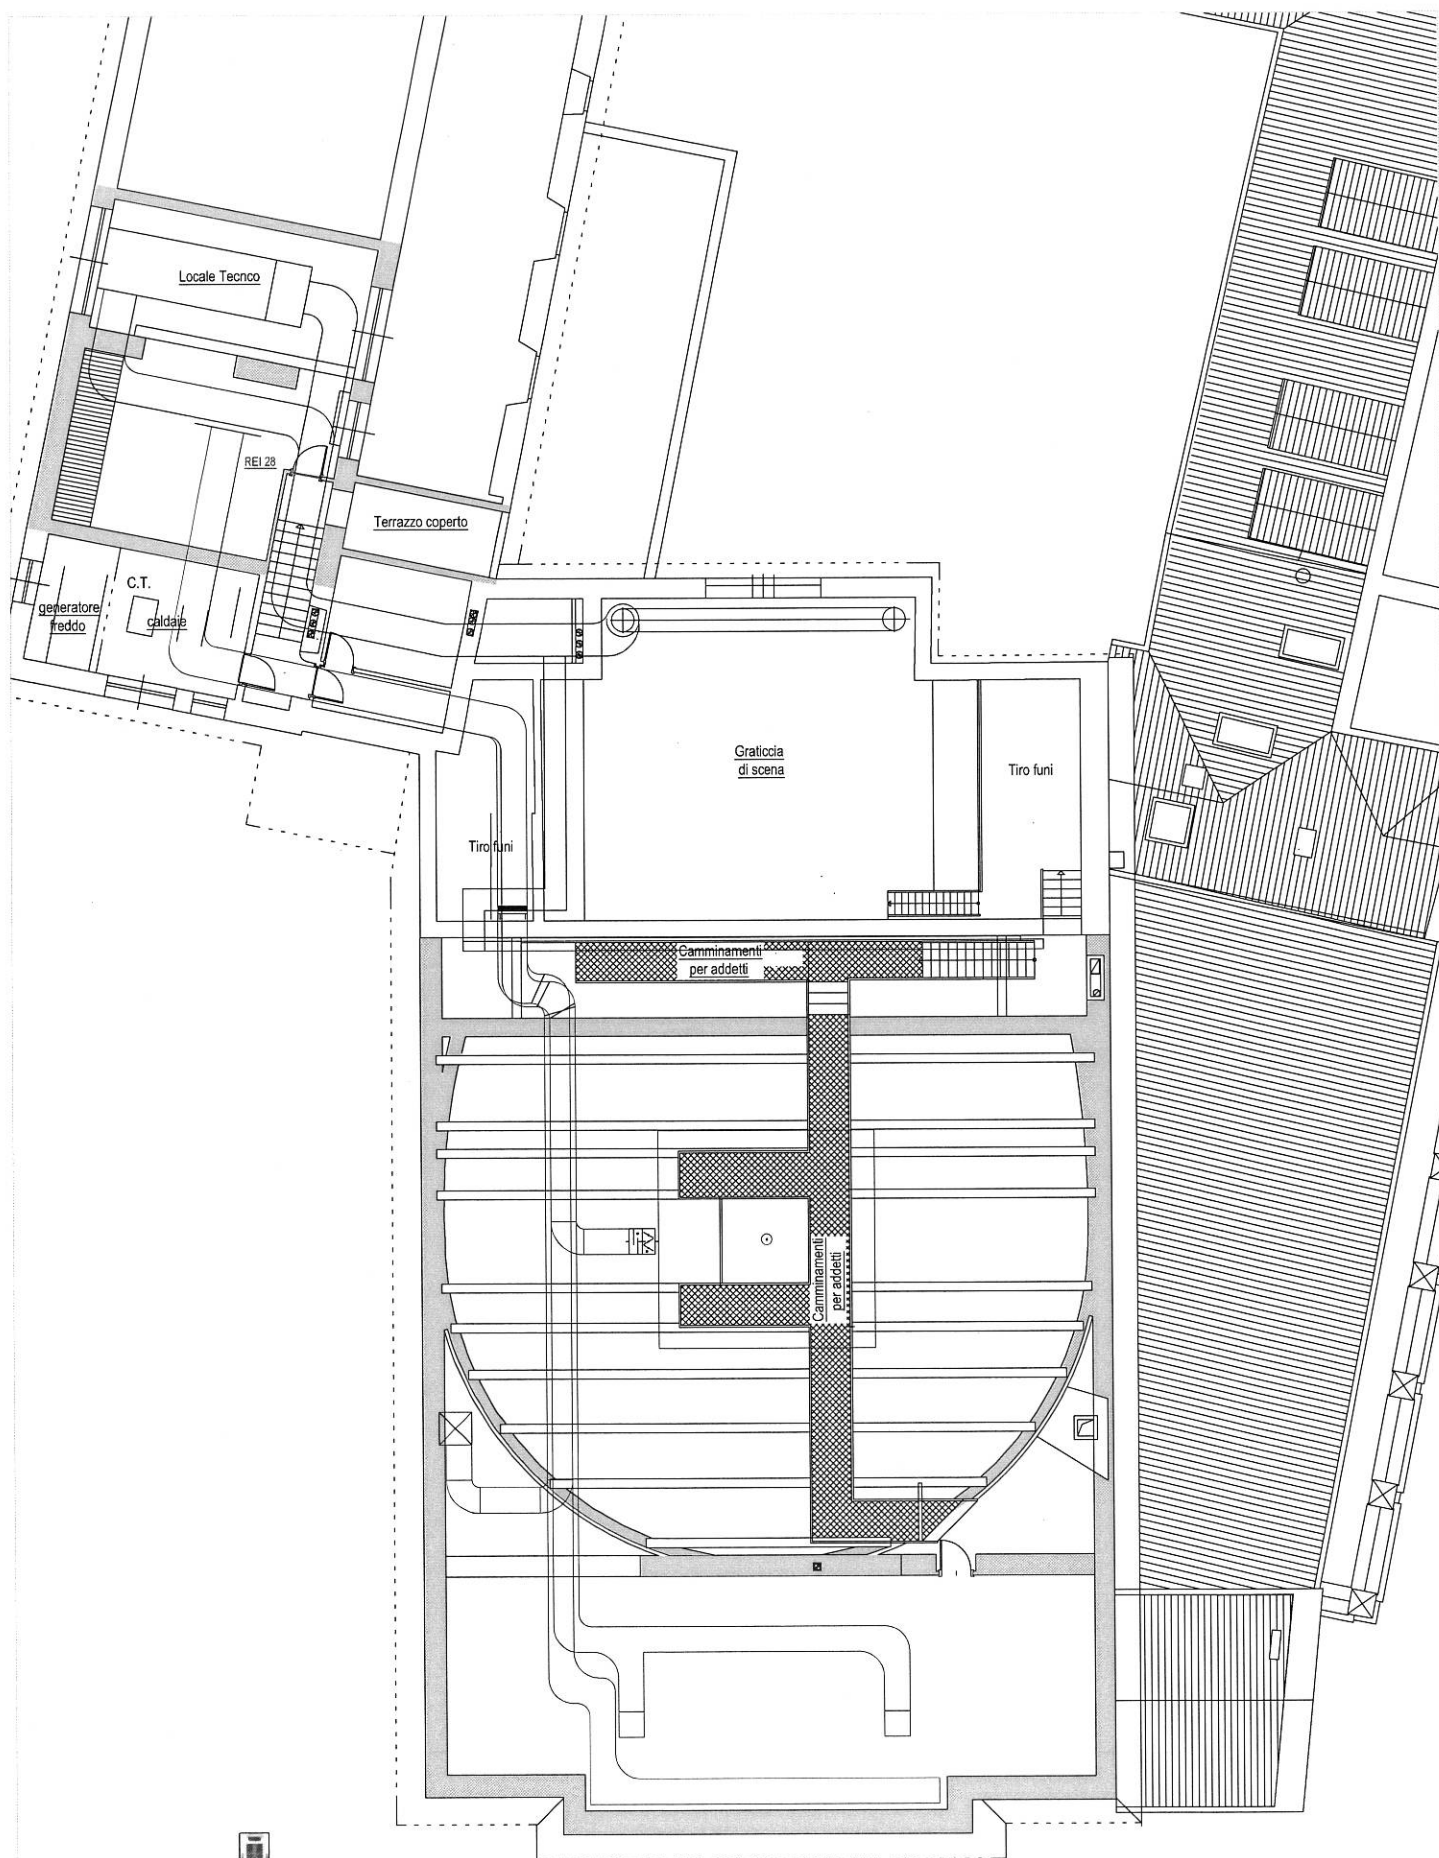 Locale Tecnco
REI 28
Terrazzo coperto
C.T.
generatore
freddo
caldaie
Graticcia
di scena
Tiro funi
Tiro funi
Camminamenti
per addetti
Camminamenti
per addetti